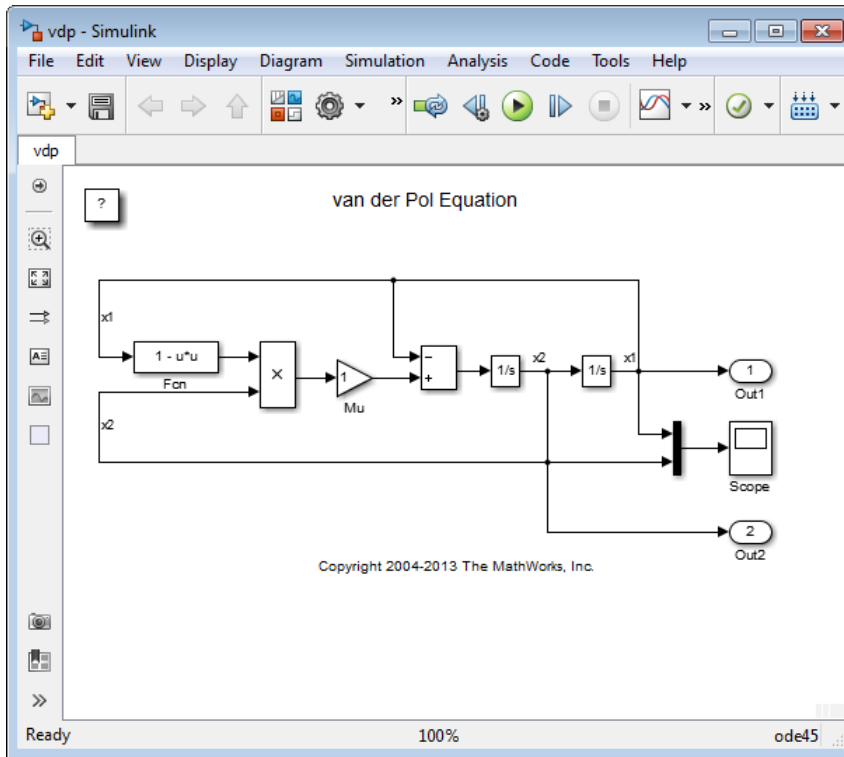 vdp - Simulink
File Edit View Display Diagram Simulation Analysis Code Tools Help
» »
vdp
?
van der Pol Equation
x1
1 - u*u
Fcn
×
1
Mu
−
+
1/s
x2
1/s
x1
1
Out1
x2
Scope
2
Out2
Copyright 2004-2013 The MathWorks, Inc.
A
»
Ready 100% ode45